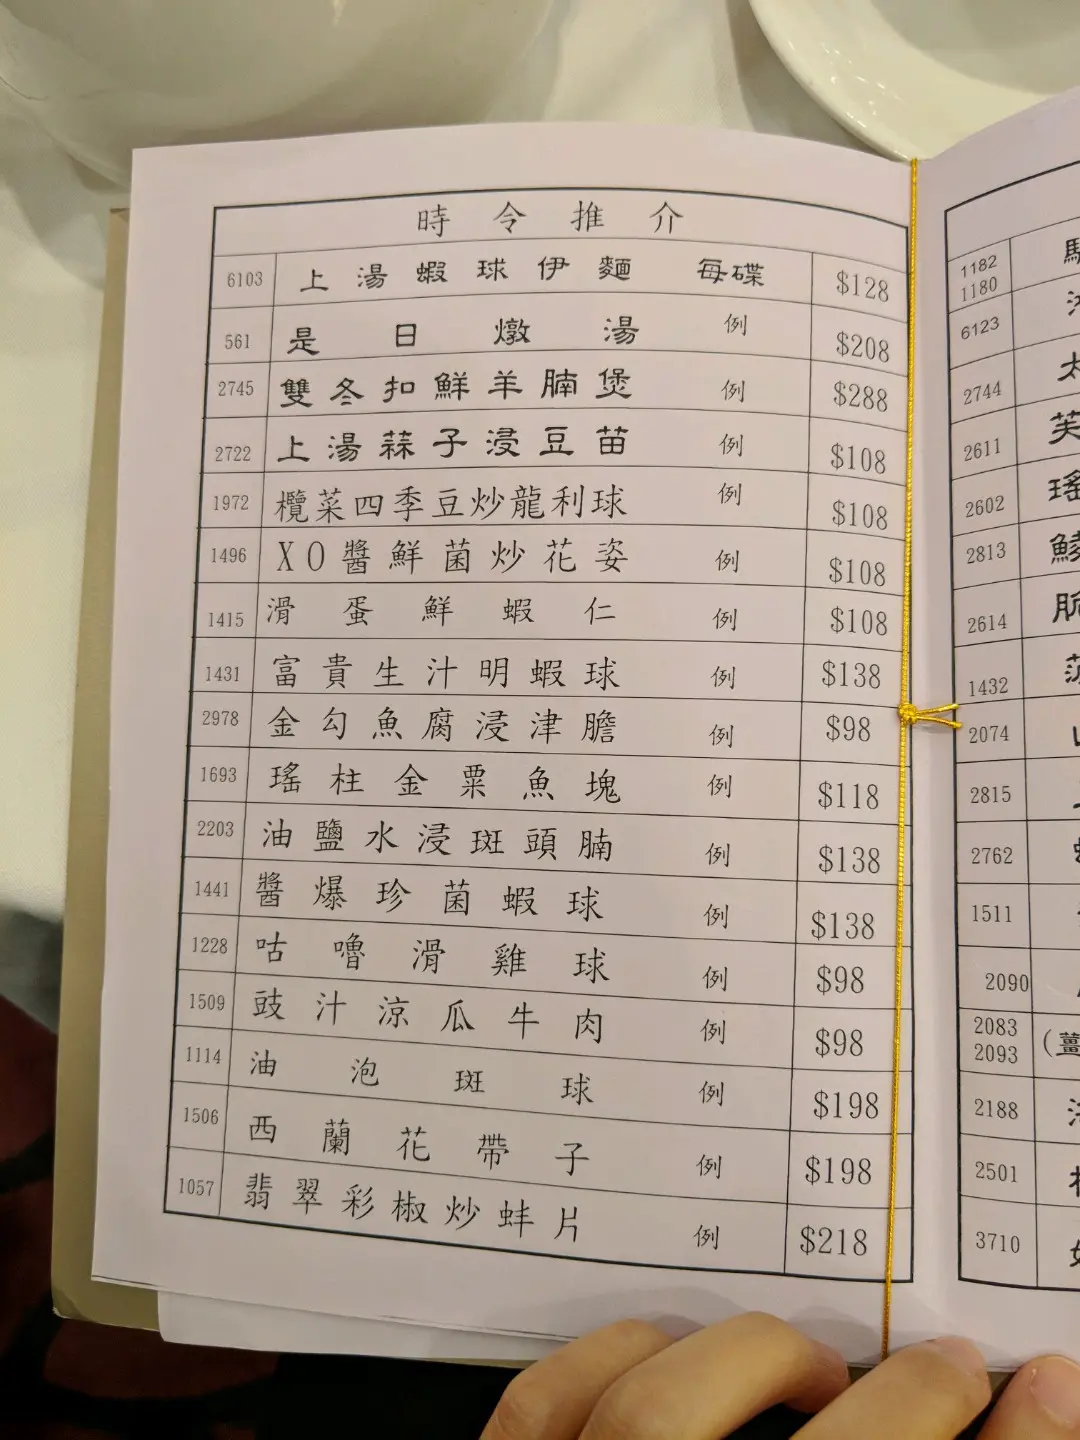 時令推介
6103 上湯蝦球伊麵 每碟 $128
561 是日燉湯 例 $208
2745 雙冬扣鮮羊腩煲 例 $288
2722 上湯蒜子浸豆苗 例 $108
1972 欖菜四季豆炒龍利球 例 $108
1496 XO醬鮮菌炒花姿 例 $108
1415 滑蛋鮮蝦仁 例 $108
1431 富貴生汁明蝦球 例 $138
2978 金勾魚腐浸津膽 例 $98
1693 瑤柱金粟魚塊 例 $118
2203 油鹽水浸斑頭腩 例 $138
1441 醬爆珍菌蝦球 例 $138
1228 咕嚕滑雞球 例 $98
1509 豉汁涼瓜牛肉 例 $98
1114 油泡斑球 例 $198
1506 西蘭花帶子 例 $198
1057 翡翠彩椒炒蚌片 例 $218
1182
1180
6123
2744 太
2611 芙
2602 瑤
2813 鯪
2614
1432
2074
2815
2762
1511
2090
2083
2093 (薑
2188
2501
3710